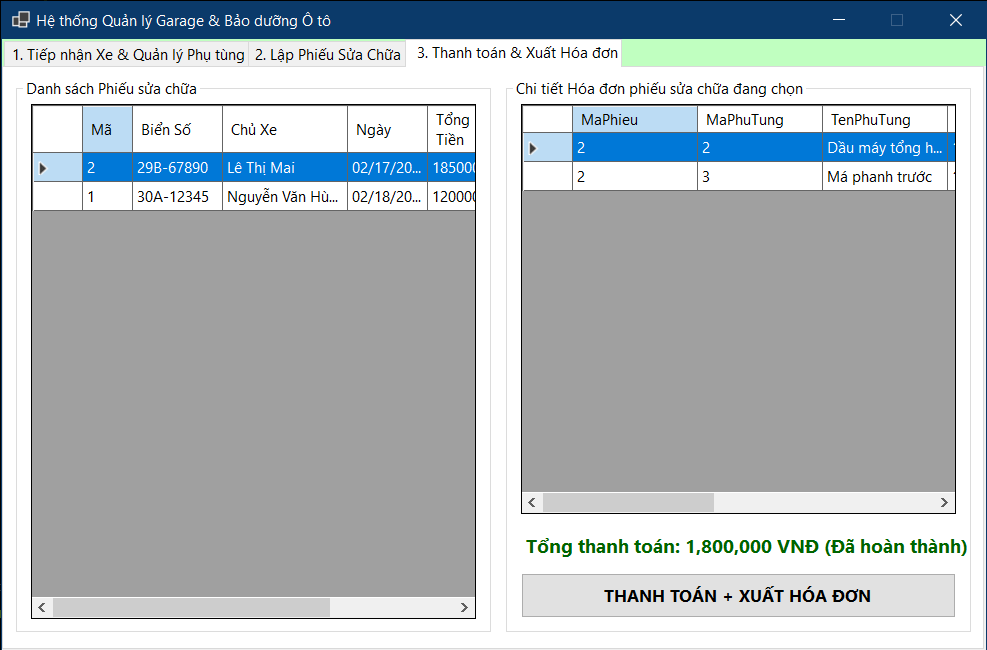 Hệ thống Quản lý Garage & Bảo dưỡng Ô tô
1. Tiếp nhận Xe & Quản lý Phụ tùng 2. Lập Phiếu Sửa Chữa 3. Thanh toán & Xuất Hóa đơn
Danh sách Phiếu sửa chữa
Mã Biển Số Chủ Xe Ngày Tổng Tiền
2 29B-67890 Lê Thị Mai 02/17/20... 185000
1 30A-12345 Nguyễn Văn Hù... 02/18/20... 120000
Chi tiết Hóa đơn phiếu sửa chữa đang chọn
MaPhieu MaPhuTung TenPhuTung
2 2 Dầu máy tổng h...
2 3 Má phanh trước
Tổng thanh toán: 1,800,000 VNĐ (Đã hoàn thành)
THANH TOÁN + XUẤT HÓA ĐƠN